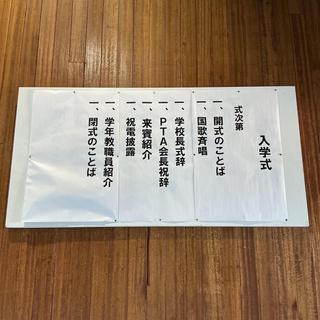 入学式
式次第
一、開式のことば
一、国歌斉唱
一、学校長式辞
一、PTA会長祝辞
一、来賓紹介
一、祝電披露
一、学年教職員紹介
一、閉式のことば